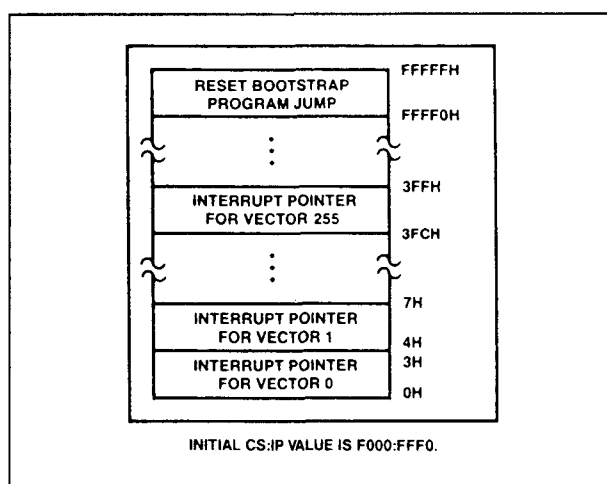 FFFFFH
RESET BOOTSTRAP
PROGRAM JUMP
FFFF0H
3FFH
INTERRUPT POINTER
FOR VECTOR 255
3FCH
7H
INTERRUPT POINTER
FOR VECTOR 1
4H
3H
INTERRUPT POINTER
FOR VECTOR 0
0H
INITIAL CS:IP VALUE IS F000:FFF0.